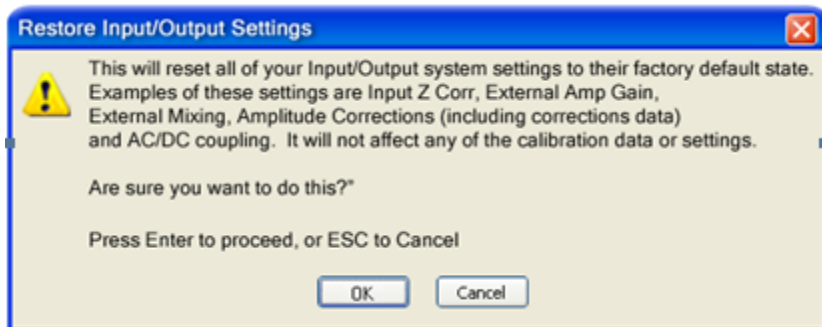 Restore Input/Output Settings
This will reset all of your Input/Output system settings to their factory default state.
Examples of these settings are Input Z Corr, External Amp Gain,
External Mixing, Amplitude Corrections (including corrections data)
and AC/DC coupling. It will not affect any of the calibration data or settings.
Are sure you want to do this?"
Press Enter to proceed, or ESC to Cancel
OK Cancel